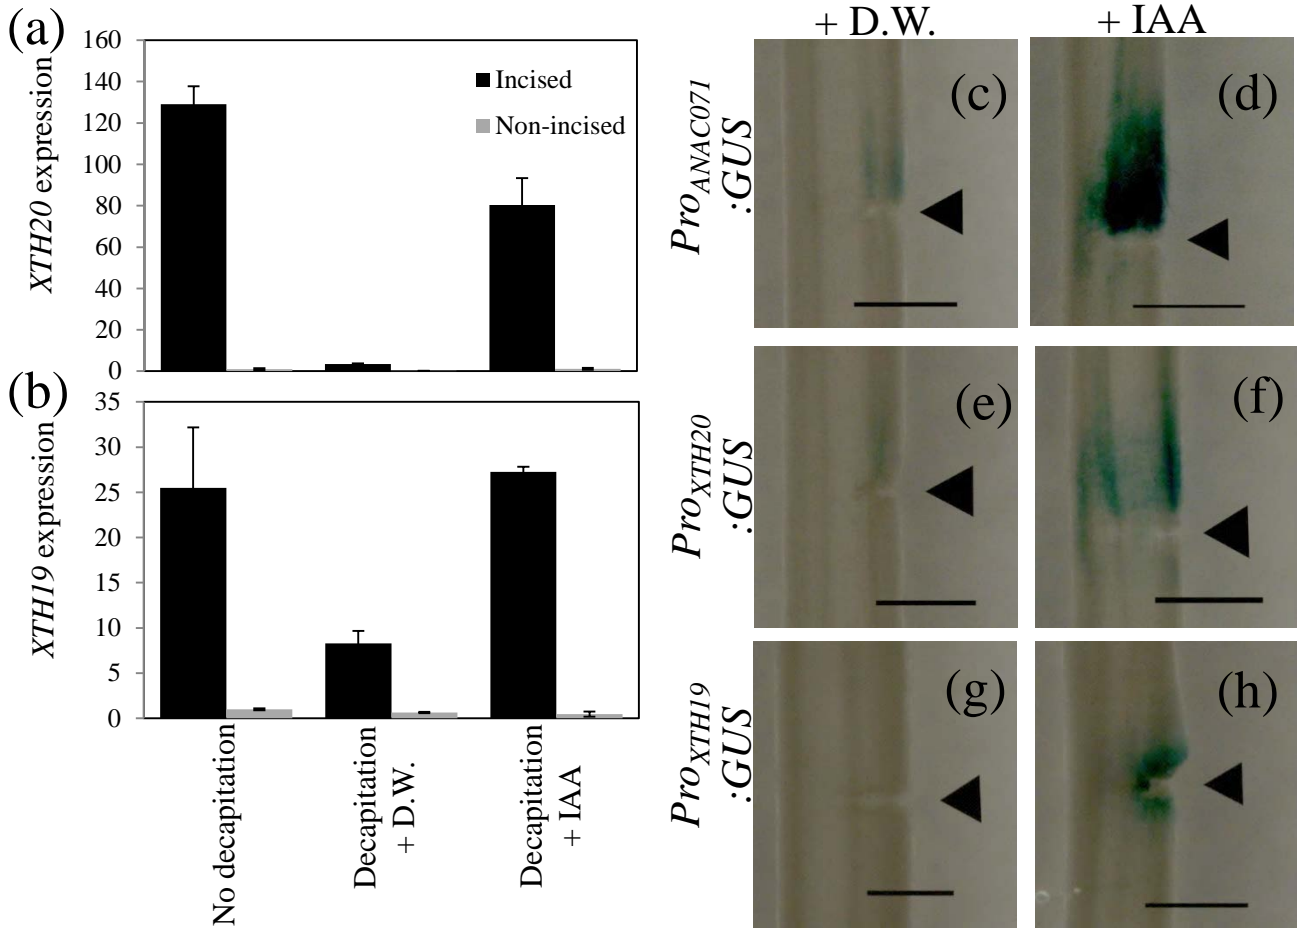 (a)
XTH20 expression
160
140
120
100
80
60
40
20
0
Incised
Non-incised
(b)
XTH19 expression
35
30
25
20
15
10
5
0
No decapitation
Decapitation
+ D.W.
Decapitation
+ IAA
+ D.W.
+ IAA
ProANAC071
::GUS
(c)
(d)
ProXTH20
::GUS
(e)
(f)
ProXTH19
::GUS
(g)
(h)